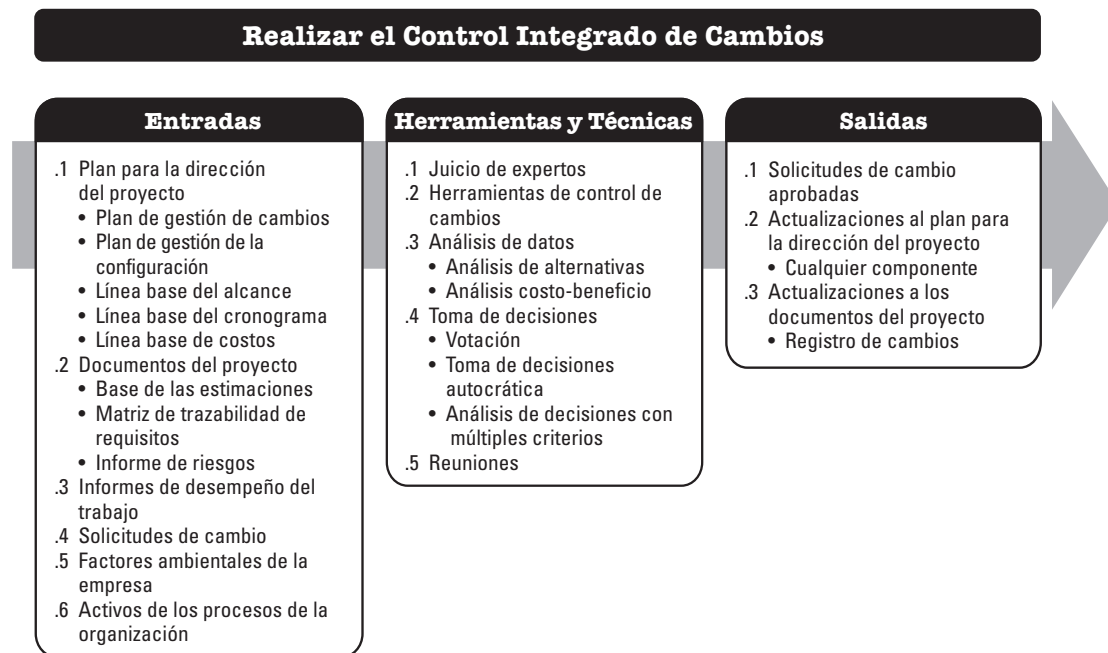 Realizar el Control Integrado de Cambios
Entradas
.1 Plan para la dirección
del proyecto
• Plan de gestión de cambios
• Plan de gestión de la
configuración
• Línea base del alcance
• Línea base del cronograma
• Línea base de costos
.2 Documentos del proyecto
• Base de las estimaciones
• Matriz de trazabilidad de
requisitos
• Informe de riesgos
.3 Informes de desempeño del
trabajo
.4 Solicitudes de cambio
.5 Factores ambientales de la
empresa
.6 Activos de los procesos de la
organización
Herramientas y Técnicas
.1 Juicio de expertos
.2 Herramientas de control de
cambios
.3 Análisis de datos
• Análisis de alternativas
• Análisis costo-beneficio
.4 Toma de decisiones
• Votación
• Toma de decisiones
autocrática
• Análisis de decisiones con
múltiples criterios
.5 Reuniones
Salidas
.1 Solicitudes de cambio
aprobadas
.2 Actualizaciones al plan para
la dirección del proyecto
• Cualquier componente
.3 Actualizaciones a los
documentos del proyecto
• Registro de cambios